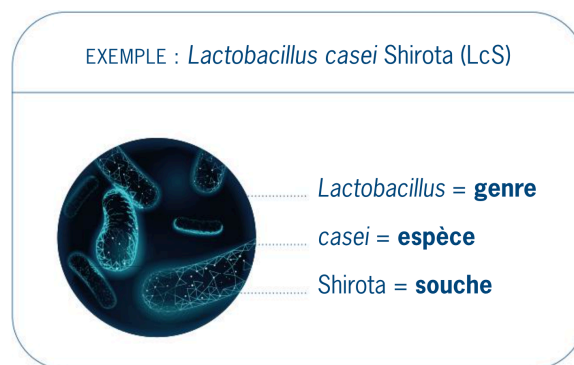 EXEMPLE : Lactobacillus casei Shirota (LcS)
Lactobacillus = genre
casei = espèce
Shirota = souche